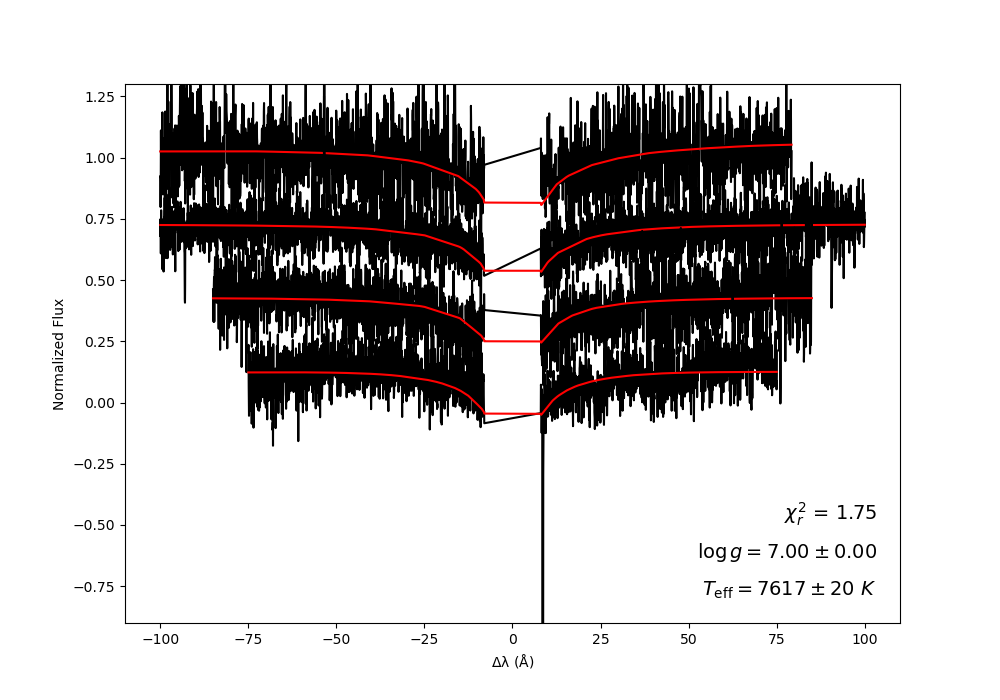 1.25
1.00
0.75
0.50
0.25
0.00
−0.25
−0.50
−0.75
Normalized Flux
χ²ᵣ = 1.75
log g = 7.00 ± 0.00
T_eff = 7617 ± 20 K
−100 −75 −50 −25 0 25 50 75 100
Δλ (Å)